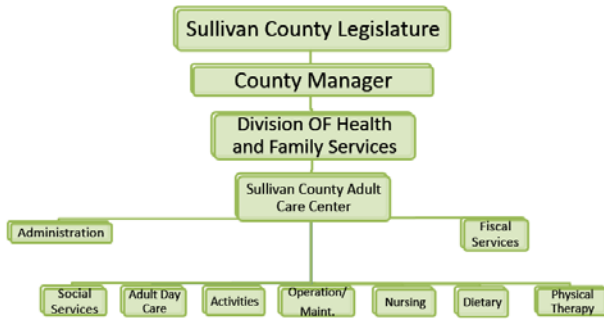 Sullivan County Legislature
County Manager
Division OF Health
and Family Services
Sullivan County Adult
Care Center
Administration
Fiscal
Services
Social
Services
Adult Day
Care
Activities
Operation/
Maint.
Nursing
Dietary
Physical
Therapy